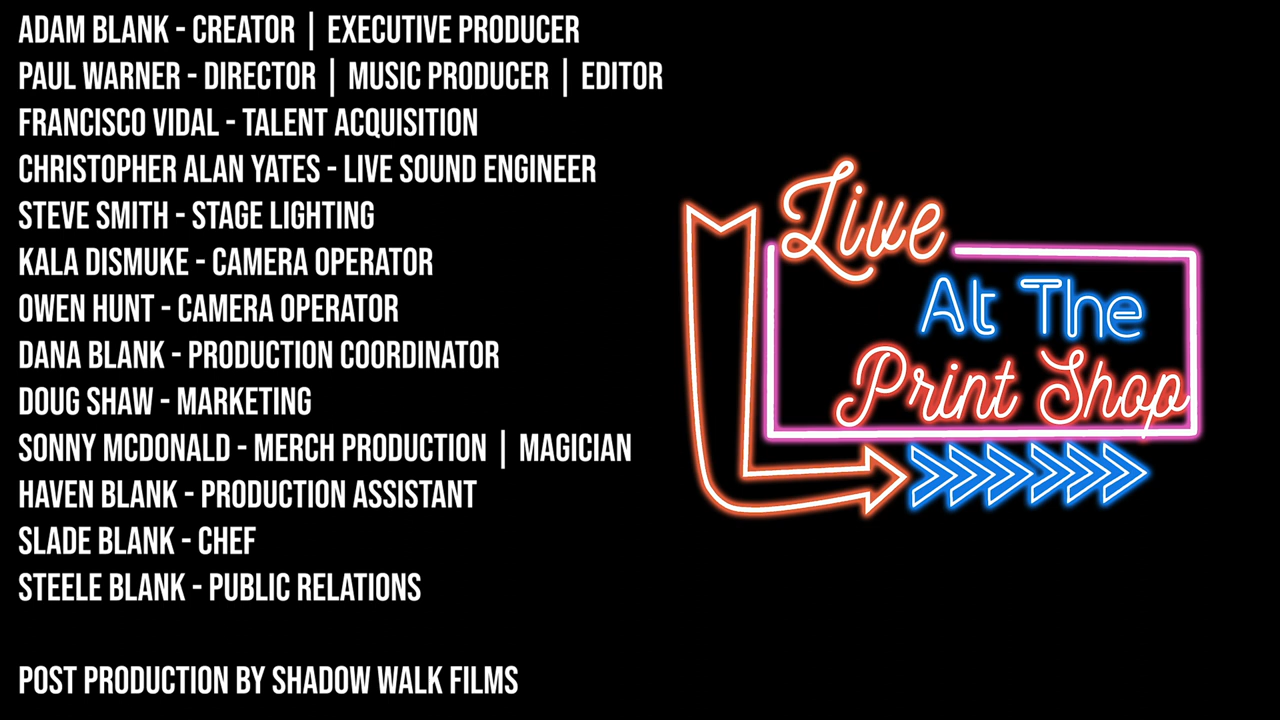 ADAM BLANK - CREATOR | EXECUTIVE PRODUCER
PAUL WARNER - DIRECTOR | MUSIC PRODUCER | EDITOR
FRANCISCO VIDAL - TALENT ACQUISITION
CHRISTOPHER ALAN YATES - LIVE SOUND ENGINEER
STEVE SMITH - STAGE LIGHTING
KALA DISMUKE - CAMERA OPERATOR
OWEN HUNT - CAMERA OPERATOR
DANA BLANK - PRODUCTION COORDINATOR
DOUG SHAW - MARKETING
SONNY MCDONALD - MERCH PRODUCTION | MAGICIAN
HAVEN BLANK - PRODUCTION ASSISTANT
SLADE BLANK - CHEF
STEELE BLANK - PUBLIC RELATIONS
POST PRODUCTION BY SHADOW WALK FILMS
Live
At The
Print Shop